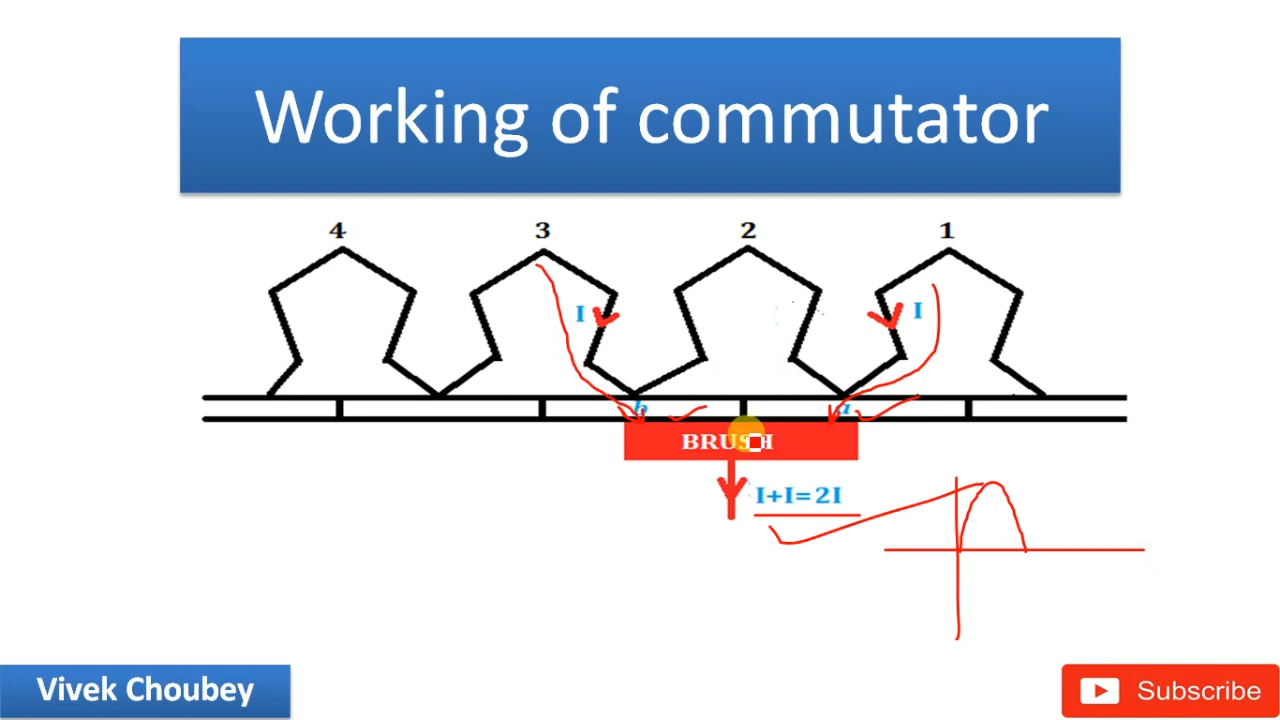 Working of commutator
4 3 2 1
I I
b a
BRUSH
I+I=2I
Vivek Choubey
Subscribe